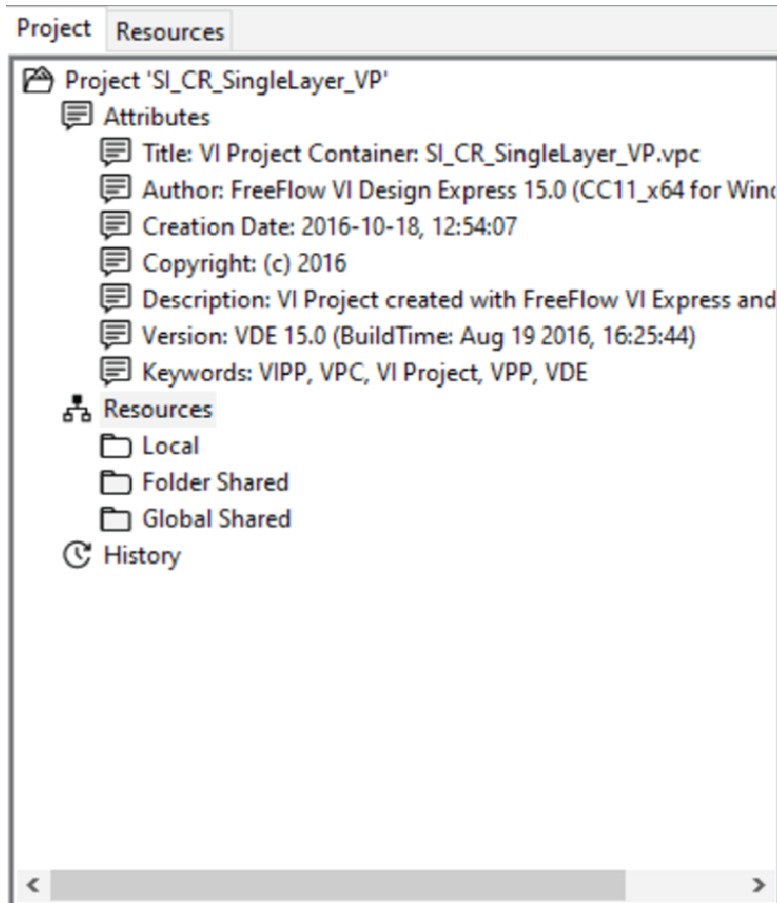 Project Resources
Project 'SI_CR_SingleLayer_VP'
Attributes
Title: VI Project Container: SI_CR_SingleLayer_VP.vpc
Author: FreeFlow VI Design Express 15.0 (CC11_x64 for Wind
Creation Date: 2016-10-18, 12:54:07
Copyright: (c) 2016
Description: VI Project created with FreeFlow VI Express and
Version: VDE 15.0 (BuildTime: Aug 19 2016, 16:25:44)
Keywords: VIPP, VPC, VI Project, VPP, VDE
Resources
Local
Folder Shared
Global Shared
History